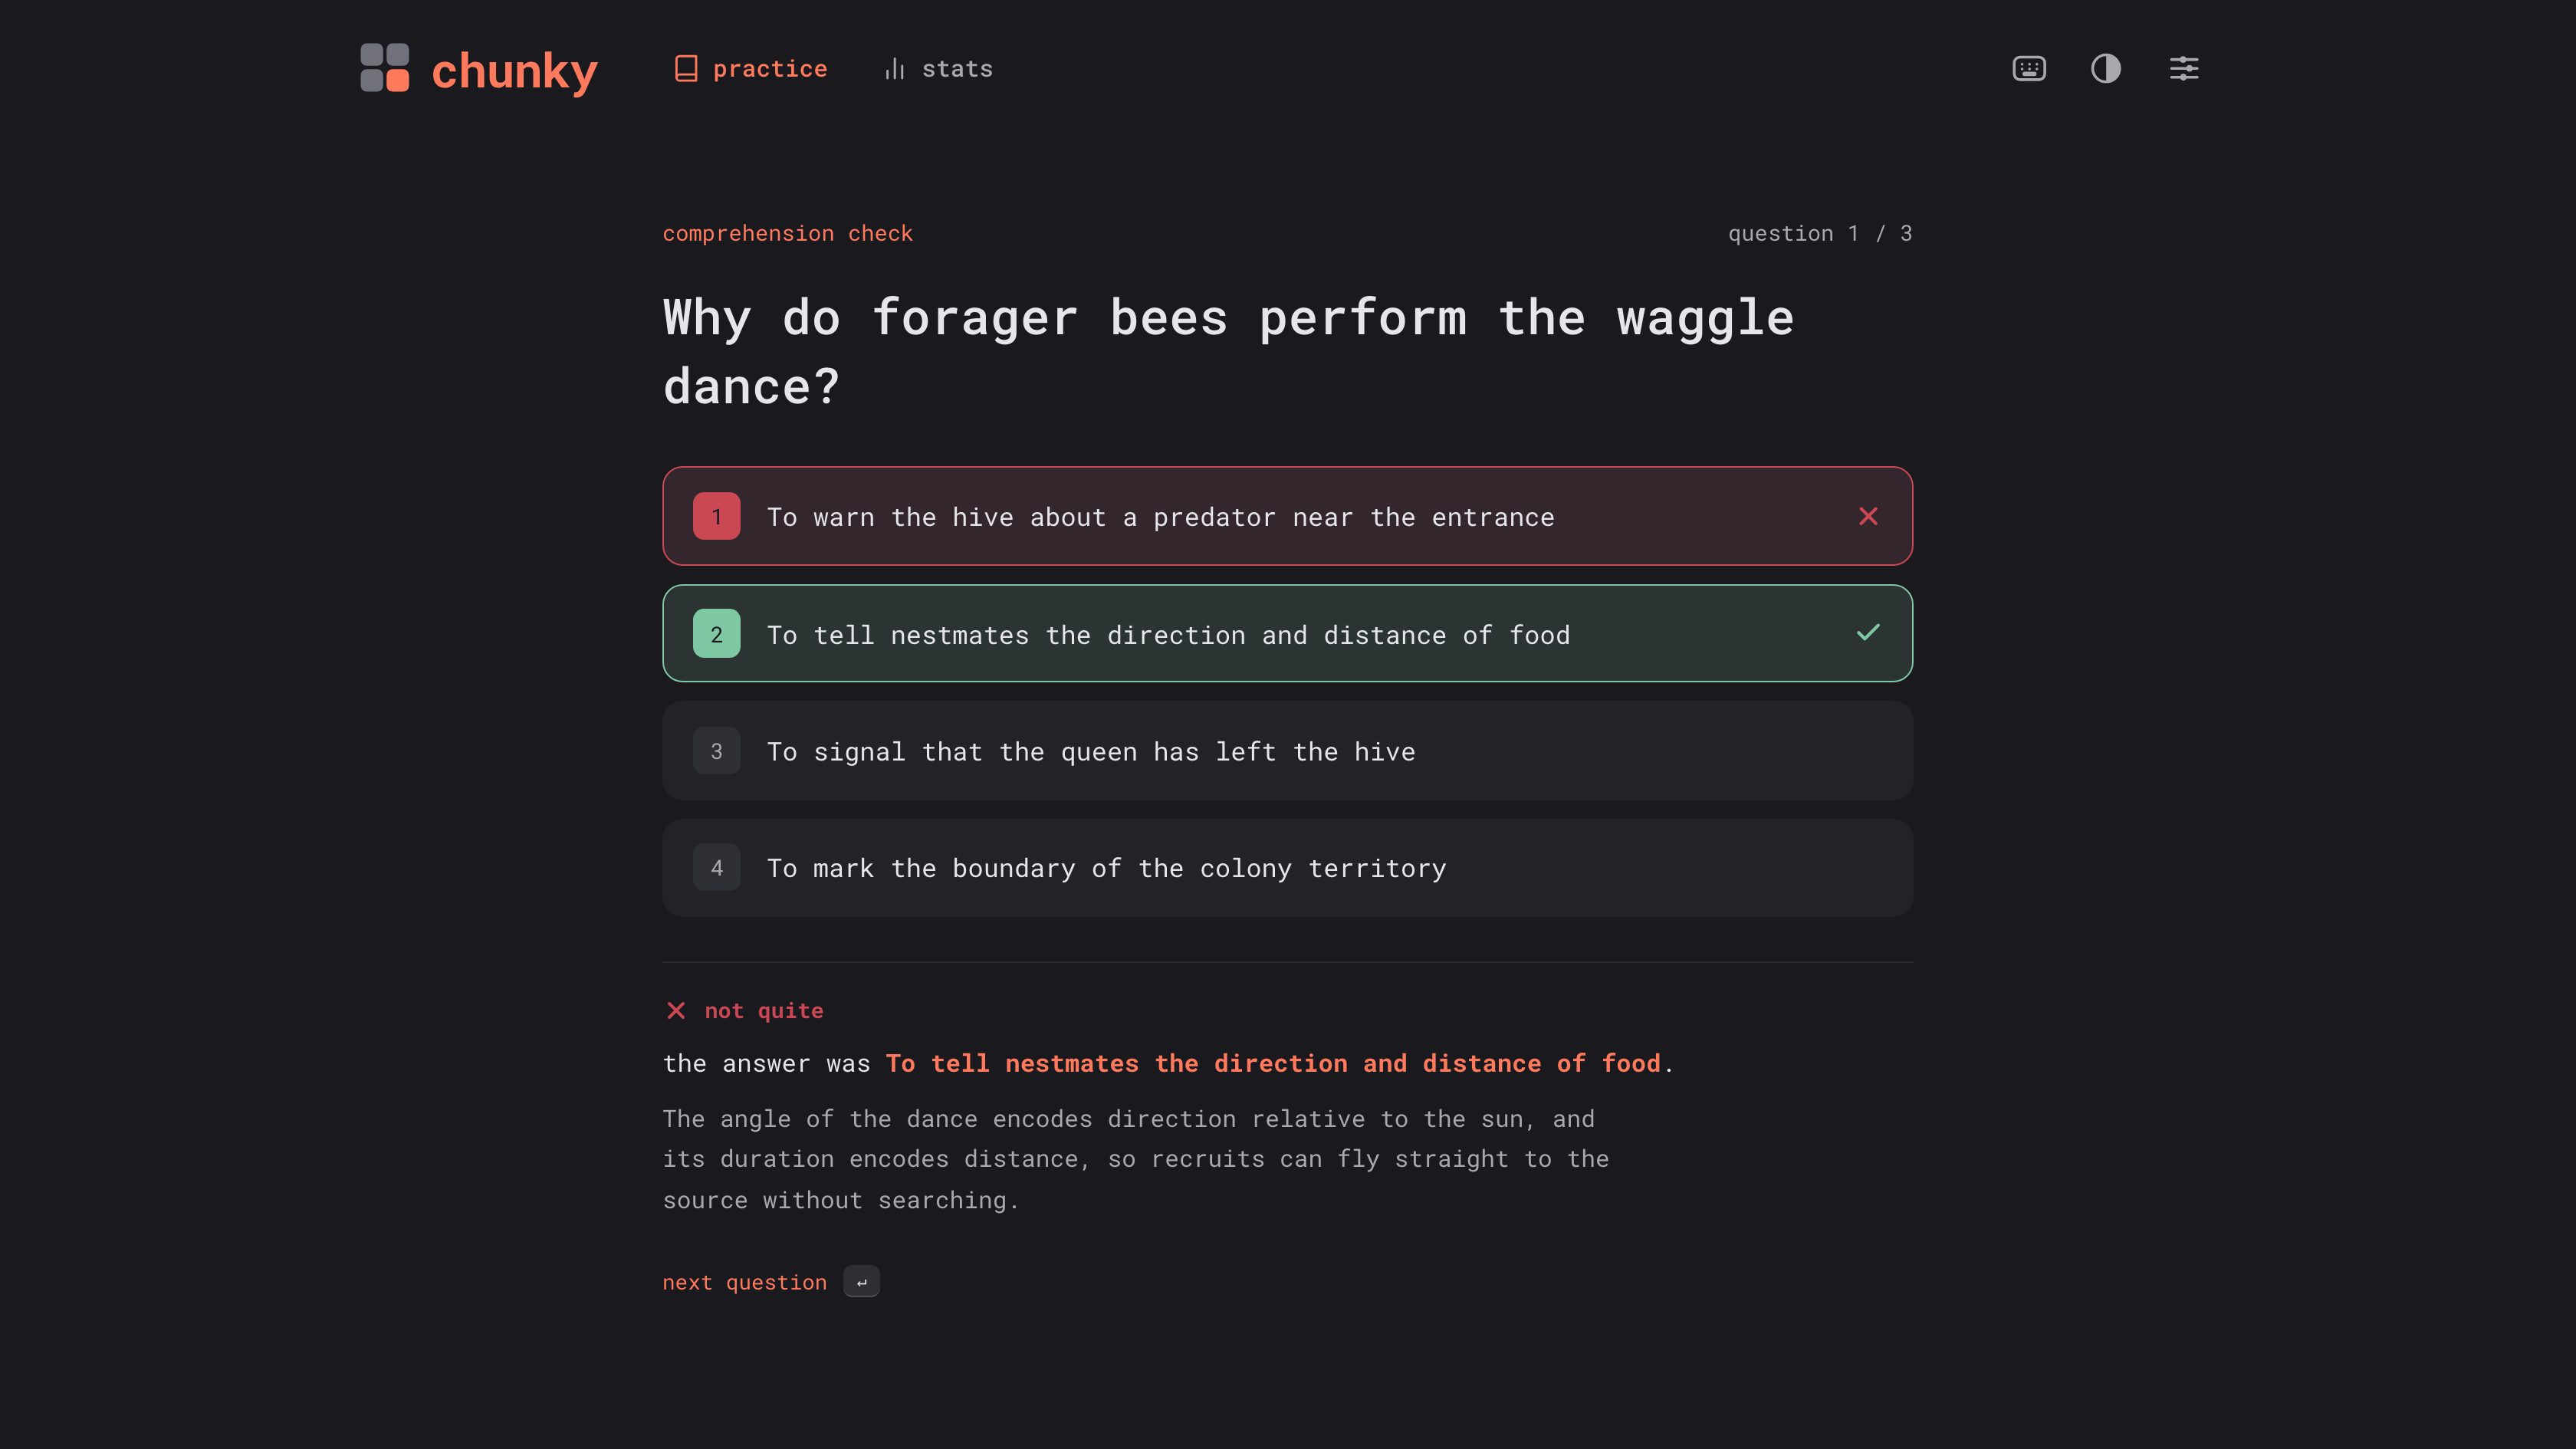 chunky
practice
stats
comprehension check
question 1 / 3
Why do forager bees perform the waggle
dance?
1 To warn the hive about a predator near the entrance
2 To tell nestmates the direction and distance of food
3 To signal that the queen has left the hive
4 To mark the boundary of the colony territory
not quite
the answer was To tell nestmates the direction and distance of food.
The angle of the dance encodes direction relative to the sun, and
its duration encodes distance, so recruits can fly straight to the
source without searching.
next question ↵